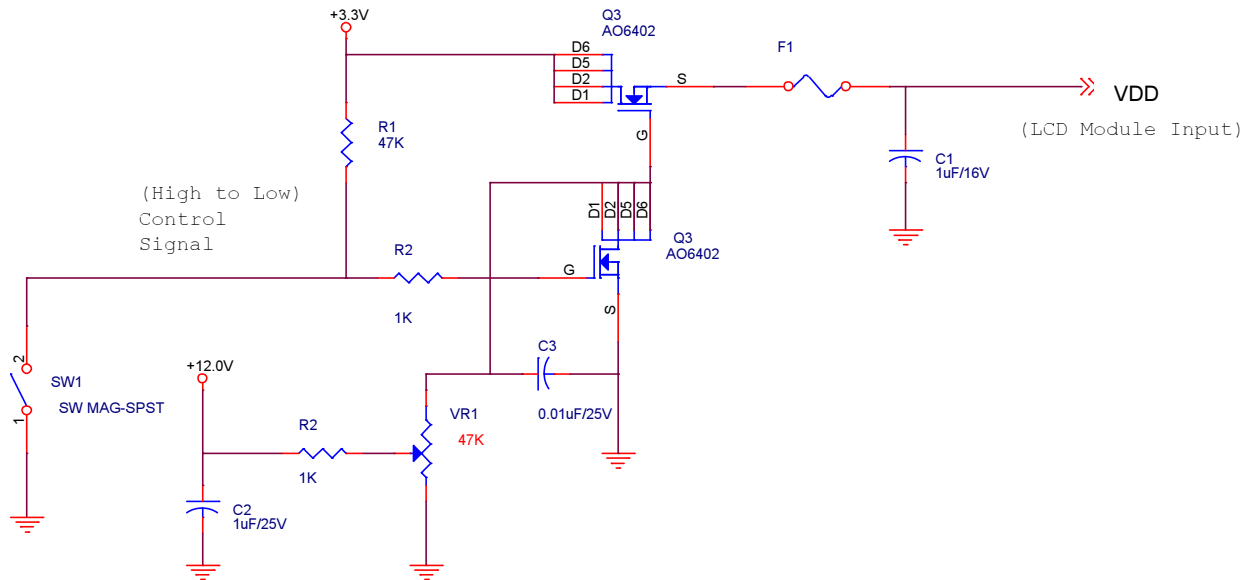 +3.3V
Q3
AO6402
D6
D5
D2
D1
S
G
F1
VDD
(LCD Module Input)
R1
47K
C1
1uF/16V
(High to Low)
Control
Signal
D1
D2
D5
D6
Q3
AO6402
R2
1K
G
S
2
1
SW1
SW MAG-SPST
+12.0V
C3
0.01uF/25V
VR1
47K
R2
1K
C2
1uF/25V